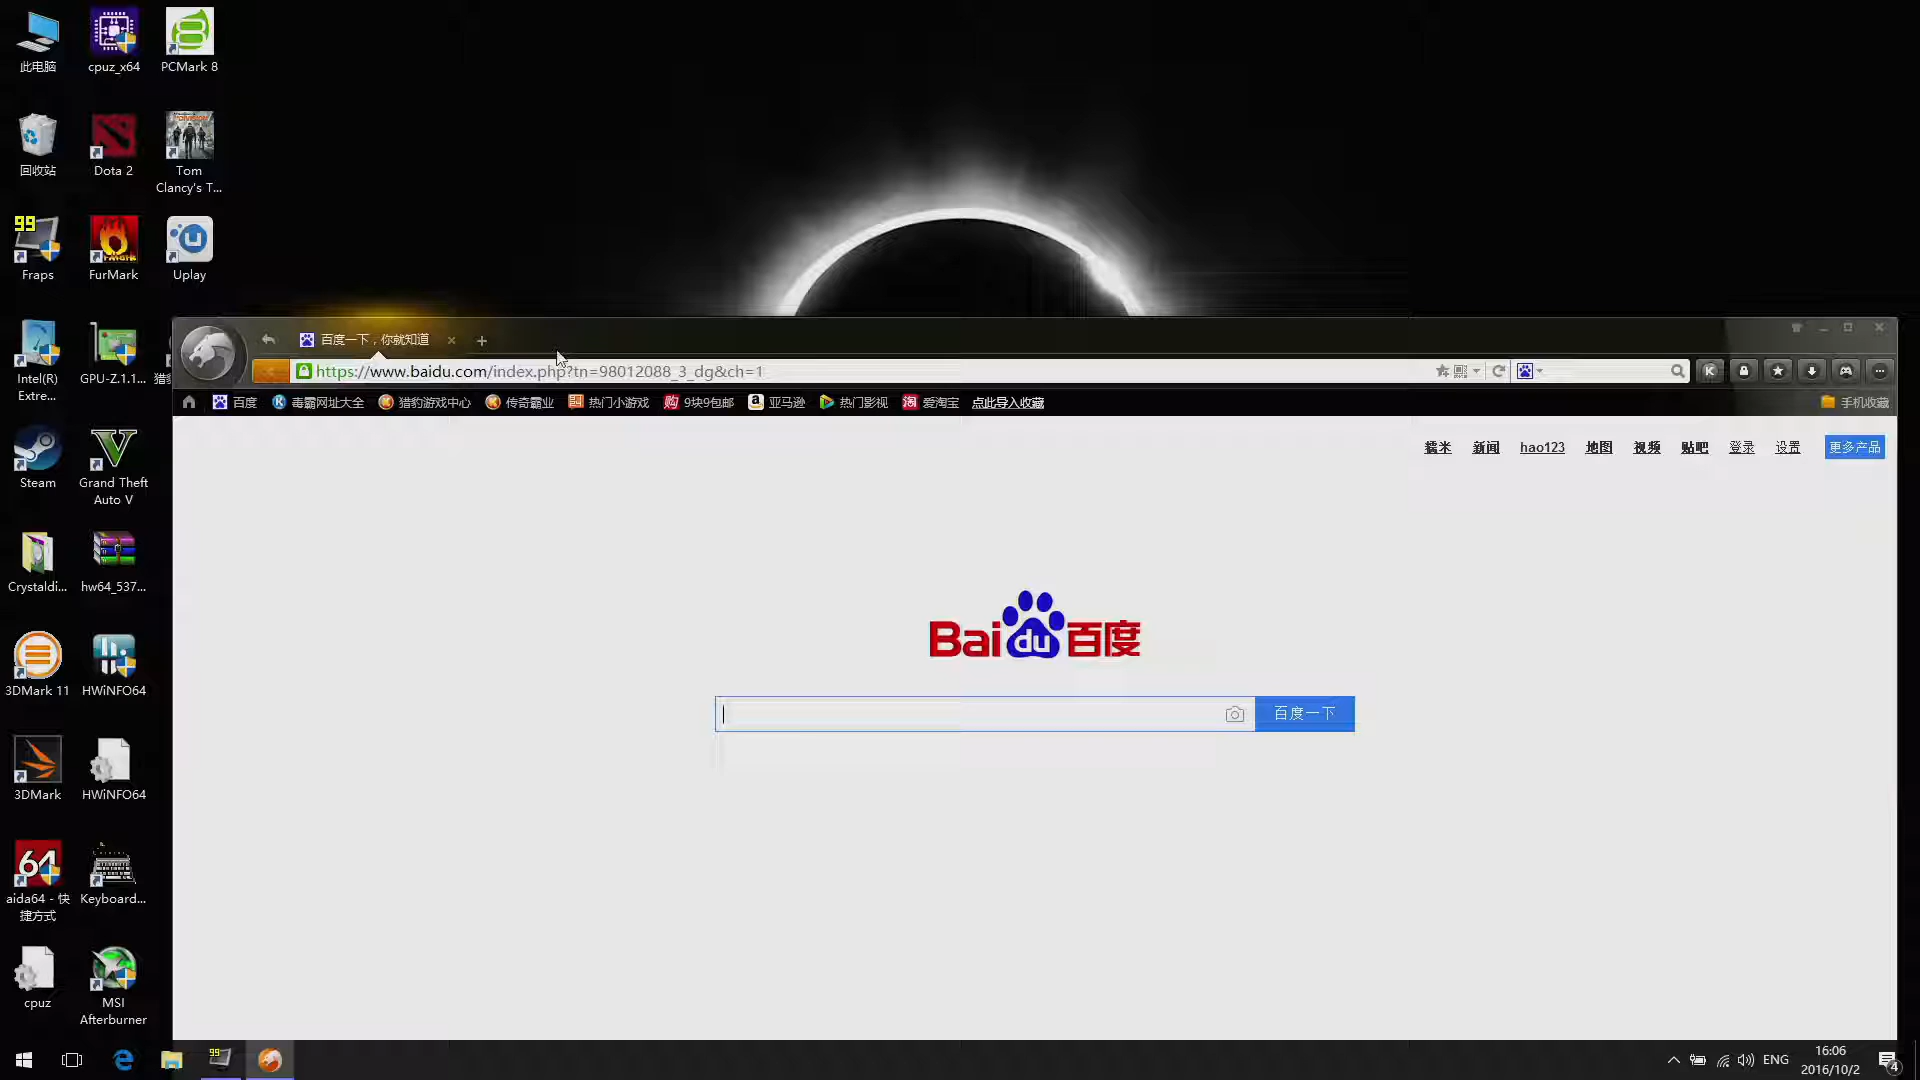 此电脑
cpuz_x64
PCMark 8
回收站
Dota 2
Tom
Clancy's T...
99
Fraps
FurMark
Uplay
Intel(R)
Extre...
GPU-Z.1.1...
Steam
Grand Theft
Auto V
Crystaldi...
hw64_537...
3DMark 11
HWiNFO64
3DMark
HWiNFO64
64
aida64 - 快
捷方式
Keyboard...
cpuz
MSI
Afterburner
百度一下，你就知道
https://www.baidu.com/index.php?tn=98012088_3_dg&ch=1
百度
毒霸网址大全
猎豹游戏中心
传奇霸业
热门小游戏
9块9包邮
亚马逊
热门影视
爱淘宝
点此导入收藏
手机收藏
糯米
新闻
hao123
地图
视频
贴吧
登录
设置
更多产品
Bai du 百度
百度一下
99
ENG
16:06
2016/10/2
4